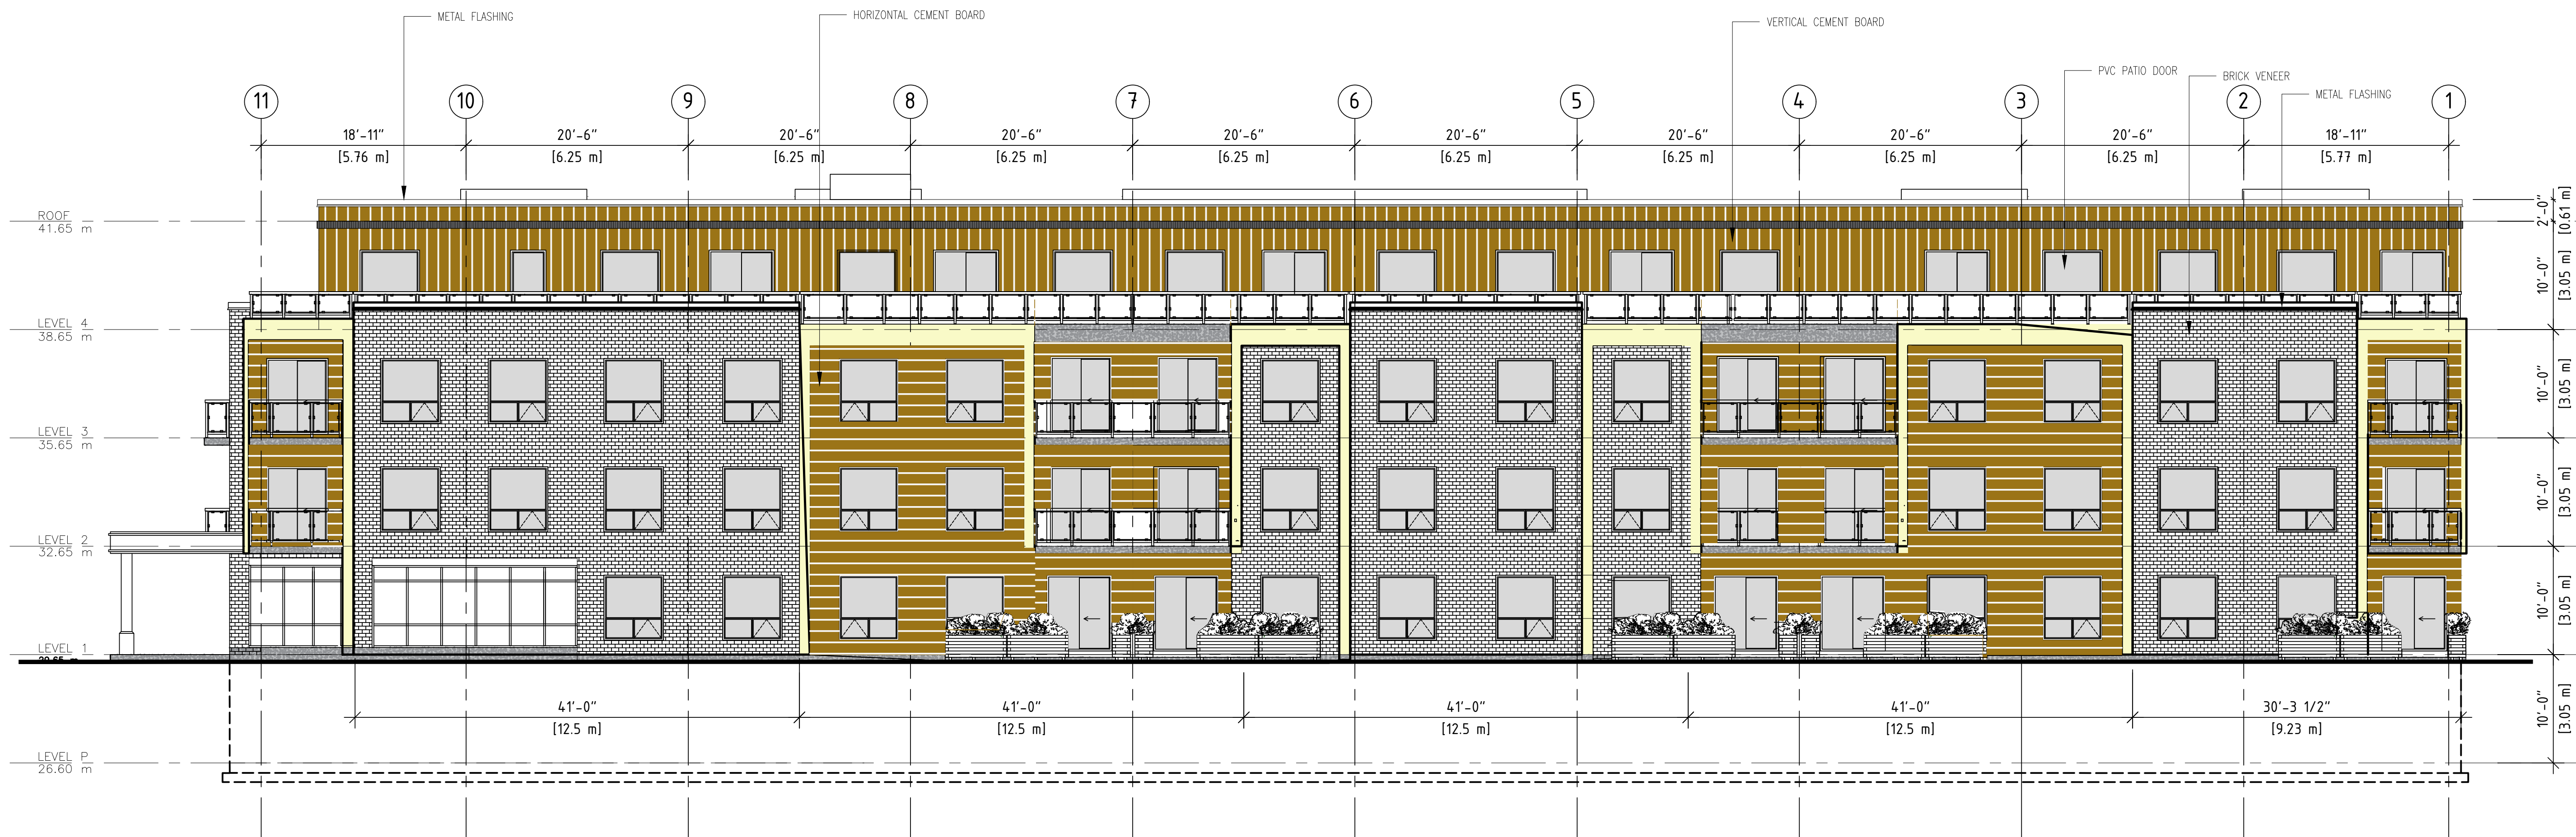 METAL FLASHING
HORIZONTAL CEMENT BOARD
VERTICAL CEMENT BOARD
PVC PATIO DOOR
BRICK VENEER
METAL FLASHING
11 10 9 8 7 6 5 4 3 2 1
18'-11" 20'-6" 20'-6" 20'-6" 20'-6" 20'-6" 20'-6" 20'-6" 20'-6" 18'-11"
[5.76 m] [6.25 m] [6.25 m] [6.25 m] [6.25 m] [6.25 m] [6.25 m] [6.25 m] [6.25 m] [5.77 m]
2'-0"
[0.61 m]
ROOF
41.65 m
10'-0"
[3.05 m]
LEVEL 4
38.65 m
10'-0"
[3.05 m]
LEVEL 3
35.65 m
10'-0"
[3.05 m]
LEVEL 2
32.65 m
10'-0"
[3.05 m]
LEVEL 1
41'-0" 41'-0" 41'-0" 41'-0" 30'-3 1/2"
[12.5 m] [12.5 m] [12.5 m] [12.5 m] [9.23 m]
10'-0"
[3.05 m]
LEVEL P
26.60 m